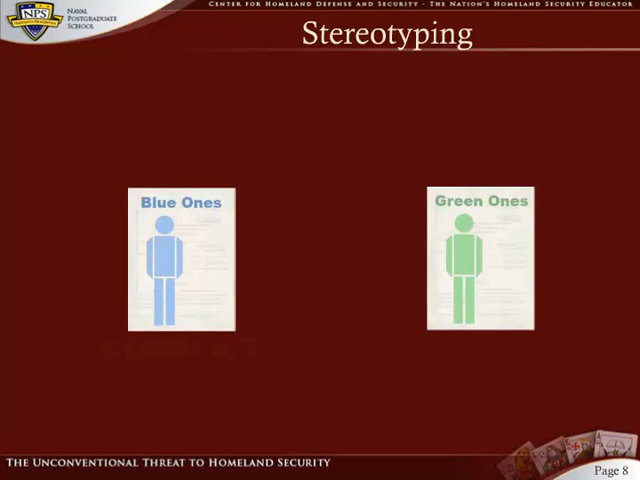 CENTER FOR HOMELAND DEFENSE AND SECURITY - THE NATION'S HOMELAND SECURITY EDUCATOR
NPS
NAVAL
POSTGRADUATE
SCHOOL
Stereotyping
Blue Ones
Green Ones
THE UNCONVENTIONAL THREAT TO HOMELAND SECURITY
Page 8